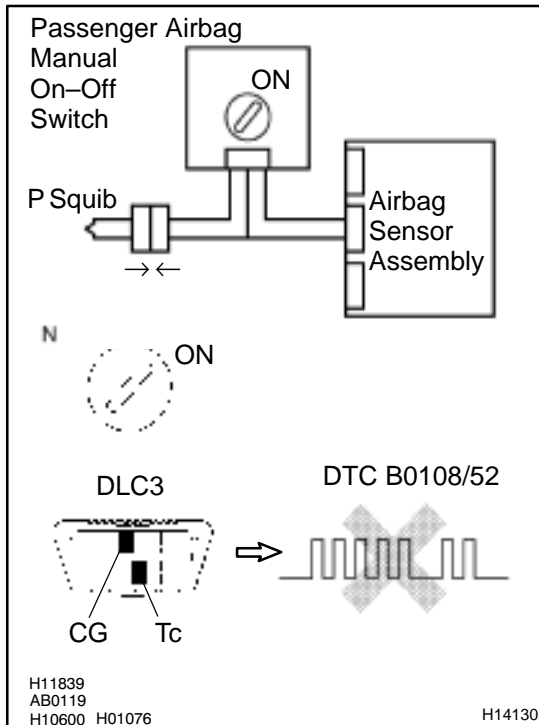 Passenger Airbag
Manual
On–Off
Switch
ON
P Squib
Airbag
Sensor
Assembly
N
ON
DLC3
DTC B0108/52
CG
Tc
H11839
AB0119
H10600 H01076
H14130